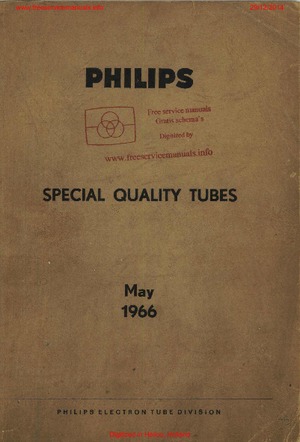 www.freeservicemanuals.info
PHILIPS
Free service manuals
Gratis schema's
Digitized by
www.freeservicemanuals.info
SPECIAL QUALITY TUBES
May
1966
PHILIPS ELECTRON TUBE DIVISION